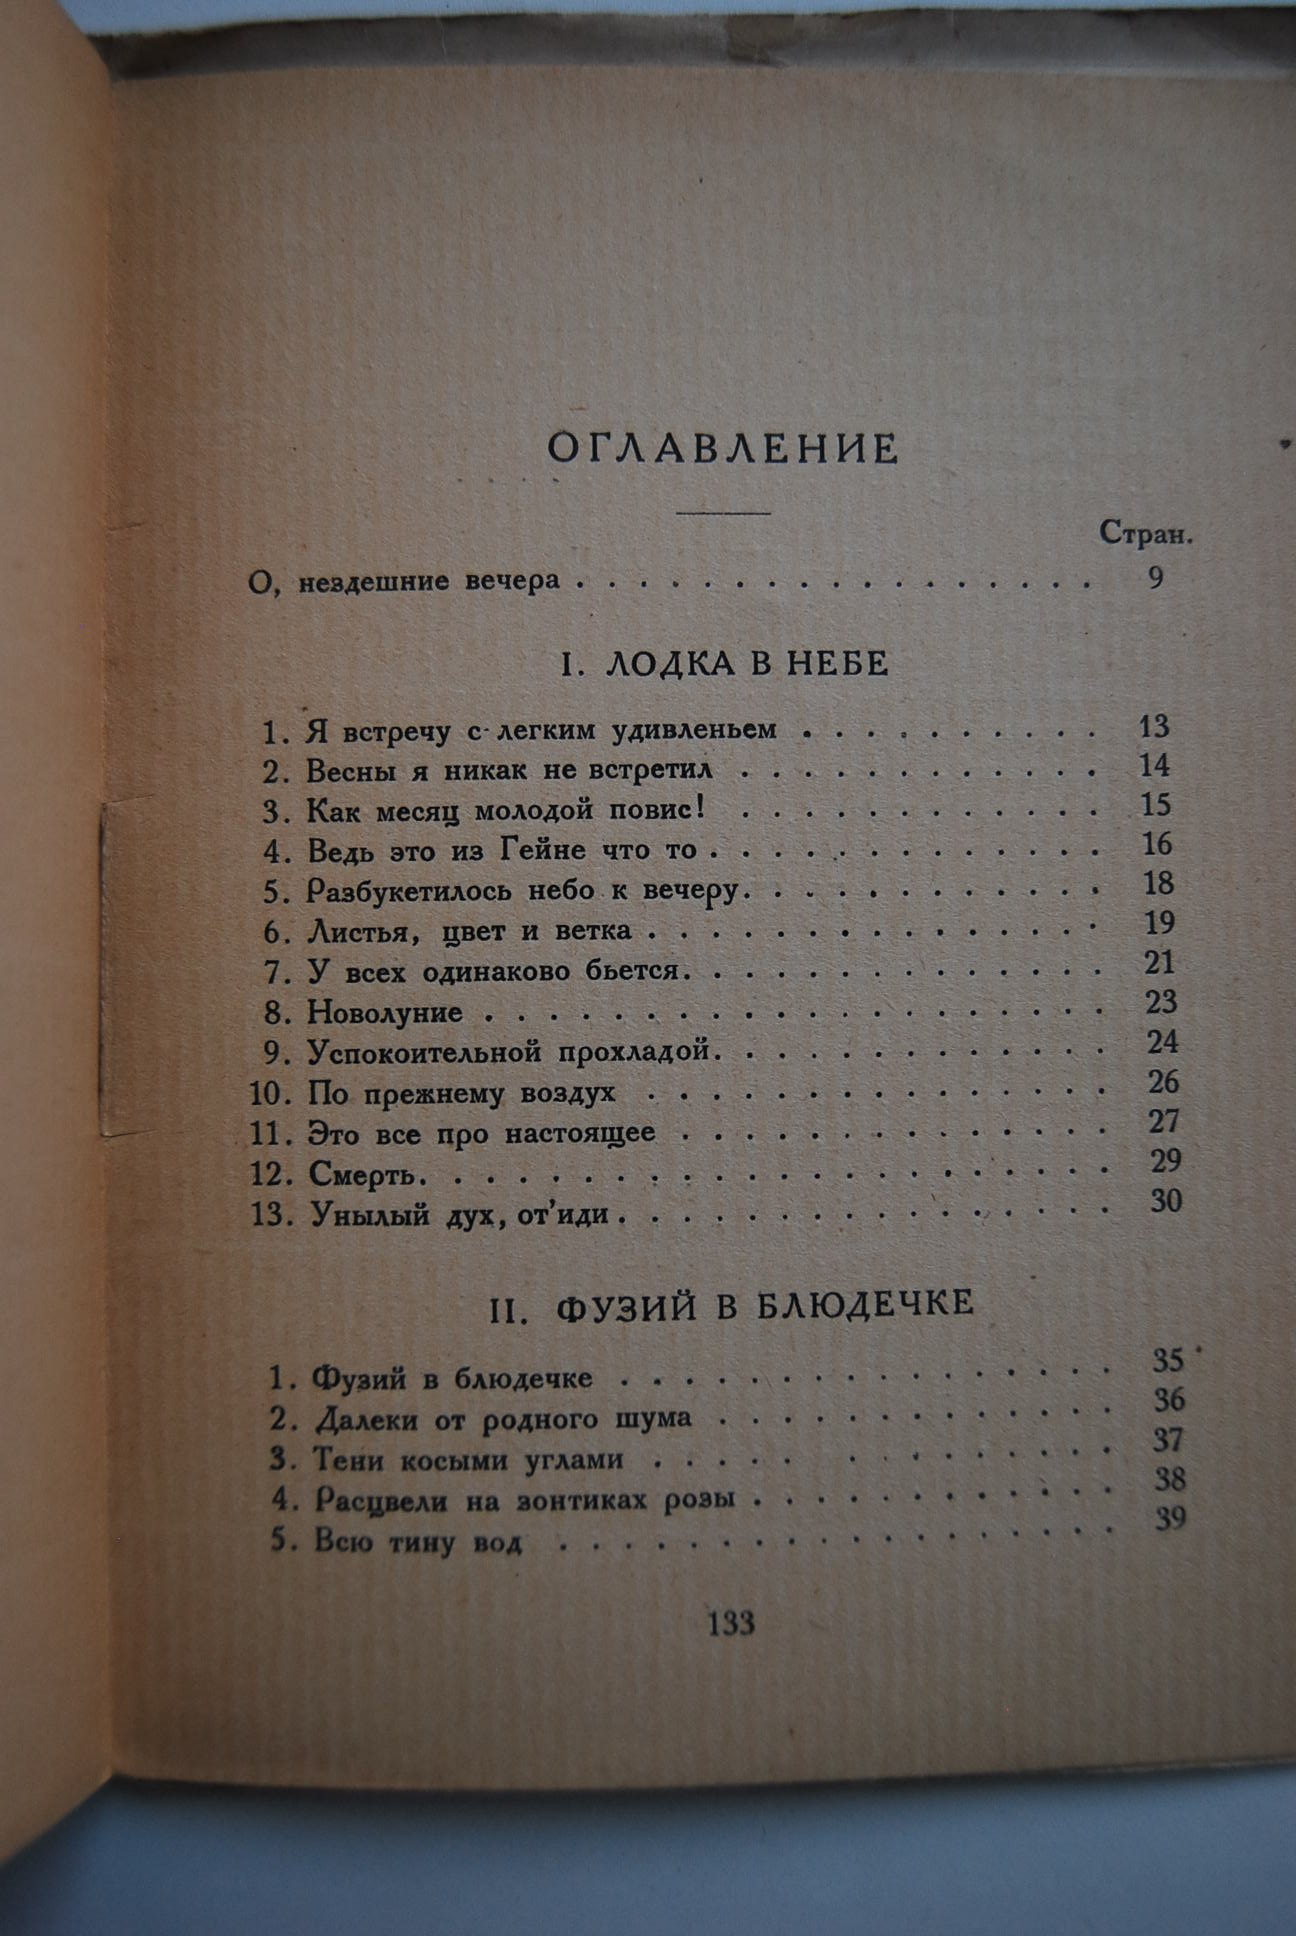 ОГЛАВЛЕНИЕ
Стран.
О, нездешние вечера . . . . . . . . . . . . . . . . . 9
I. ЛОДКА В НЕБЕ
1. Я встречу с легким удивленьем . . . . . . . . . . 13
2. Весны я никак не встретил . . . . . . . . . . . . 14
3. Как месяц молодой повис! . . . . . . . . . . . . 15
4. Ведь это из Гейне что то . . . . . . . . . . . . . 16
5. Разбукетилось небо к вечеру. . . . . . . . . . . . 18
6. Листья, цвет и ветка . . . . . . . . . . . . . . . 19
7. У всех одинаково бьется. . . . . . . . . . . . . . 21
8. Новолуние . . . . . . . . . . . . . . . . . . . . 23
9. Успокоительной прохладой. . . . . . . . . . . . . 24
10. По прежнему воздух . . . . . . . . . . . . . . . 26
11. Это все про настоящее . . . . . . . . . . . . . . 27
12. Смерть. . . . . . . . . . . . . . . . . . . . . . 29
13. Унылый дух, от'иди . . . . . . . . . . . . . . . . 30
II. ФУЗИЙ В БЛЮДЕЧКЕ
1. Фузий в блюдечке . . . . . . . . . . . . . . . . 35
2. Далеки от родного шума . . . . . . . . . . . . . 36
3. Тени косыми углами . . . . . . . . . . . . . . 37
4. Расцвели на зонтиках розы . . . . . . . . . . . . 38
5. Всю тину вод . . . . . . . . . . . . . . . . . . 39
133